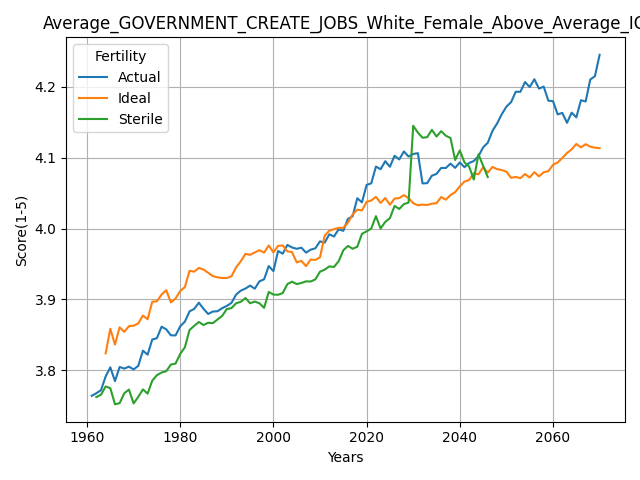 Average_GOVERNMENT_CREATE_JOBS_White_Female_Above_Average_IQ
Fertility
Actual
Ideal
Sterile
Score(1-5)
4.2
4.1
4.0
3.9
3.8
1960 1980 2000 2020 2040 2060
Years